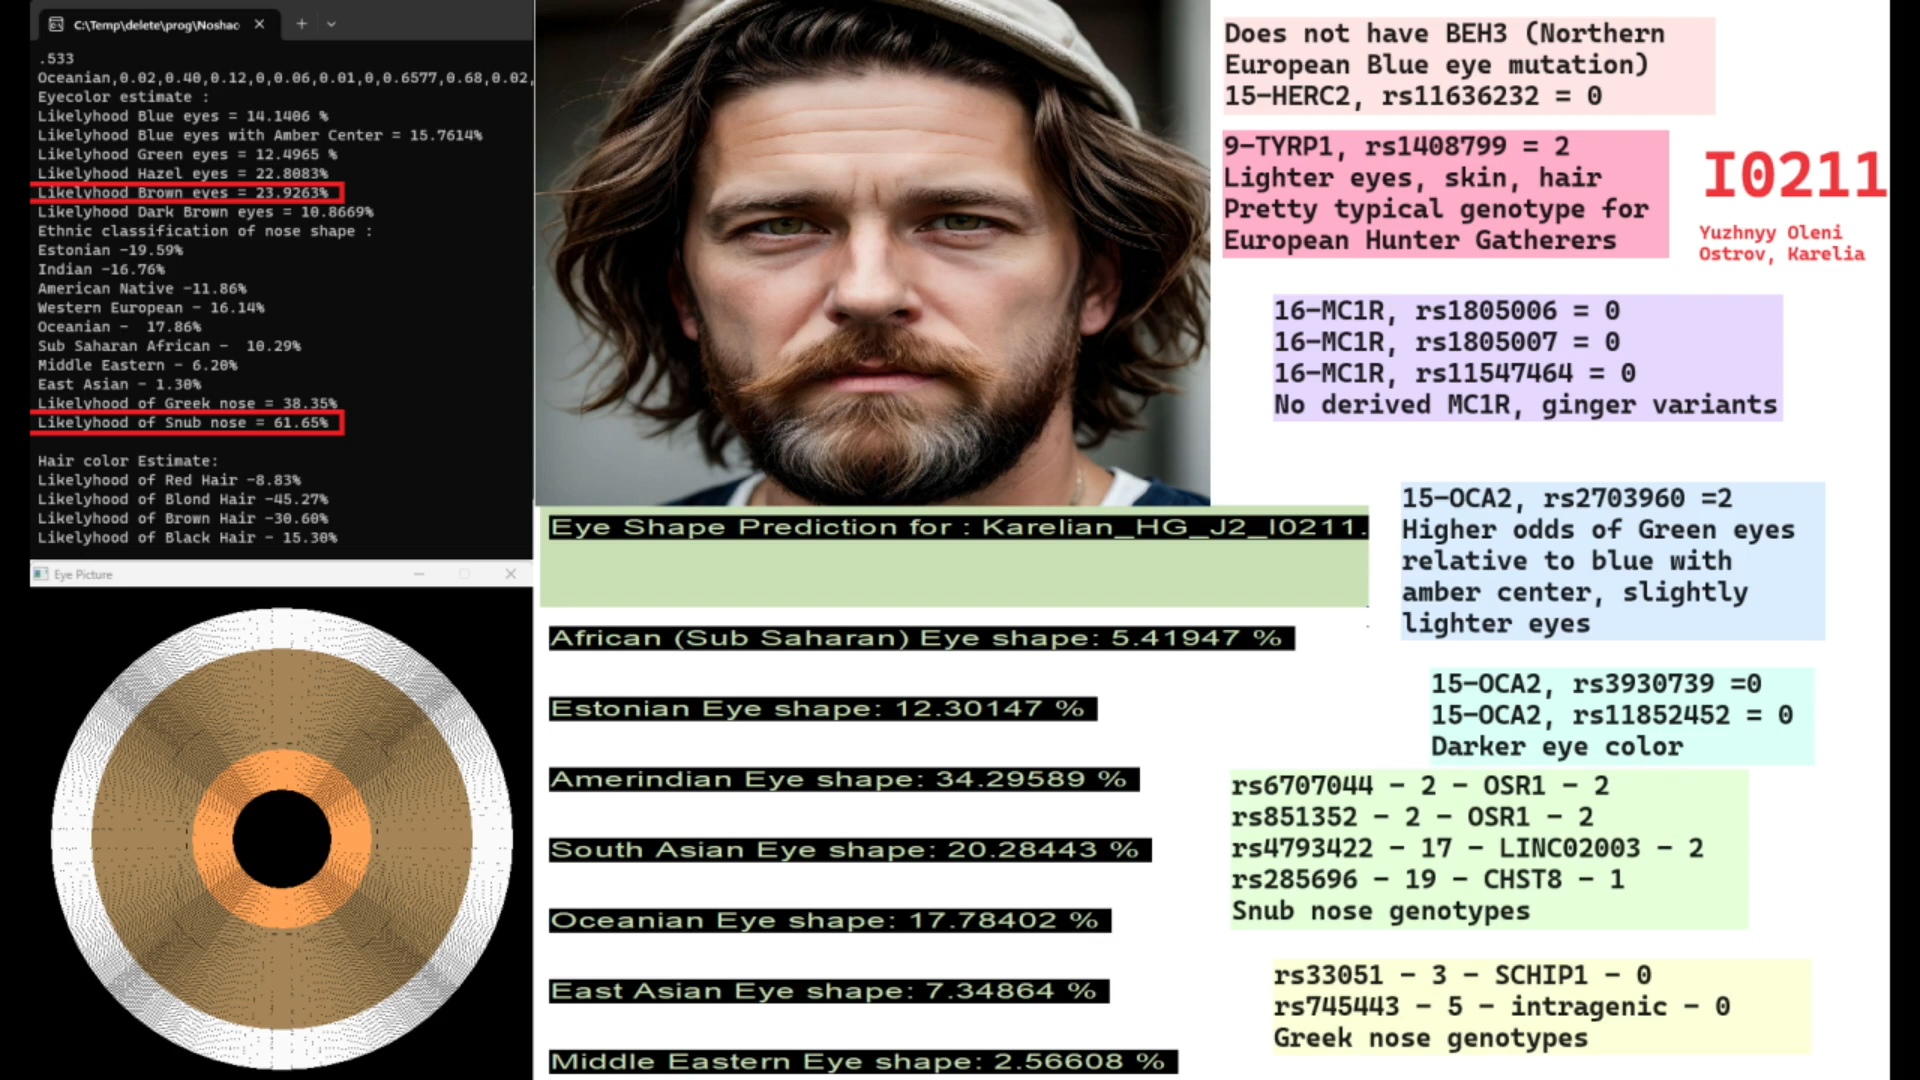 C:\Temp\delete\prog\Noshao
.533
Oceanian,0.02,0.40,0.12,0,0.06,0.01,0,0.6577,0.68,0.02,
Eyecolor estimate :
Likelyhood Blue eyes = 14.1406 %
Likelyhood Blue eyes with Amber Center = 15.7614%
Likelyhood Green eyes = 12.4965 %
Likelyhood Hazel eyes = 22.8083%
Likelyhood Brown eyes = 23.9263%
Likelyhood Dark Brown eyes = 10.8669%
Ethnic classification of nose shape :
Estonian -19.59%
Indian -16.76%
American Native -11.86%
Western European - 16.14%
Oceanian -  17.86%
Sub Saharan African -  10.29%
Middle Eastern - 6.20%
East Asian - 1.30%
Likelyhood of Greek nose = 38.35%
Likelyhood of Snub nose = 61.65%
Hair color Estimate:
Likelyhood of Red Hair -8.83%
Likelyhood of Blond Hair -45.27%
Likelyhood of Brown Hair -30.60%
Likelyhood of Black Hair - 15.30%
Eye Picture
Eye Shape Prediction for : Karelian_HG_J2_I0211.
African (Sub Saharan) Eye shape: 5.41947 %
Estonian Eye shape: 12.30147 %
Amerindian Eye shape: 34.29589 %
South Asian Eye shape: 20.28443 %
Oceanian Eye shape: 17.78402 %
East Asian Eye shape: 7.34864 %
Middle Eastern Eye shape: 2.56608 %
Does not have BEH3 (Northern
European Blue eye mutation)
15-HERC2, rs11636232 = 0
9-TYRP1, rs1408799 = 2
Lighter eyes, skin, hair
Pretty typical genotype for
European Hunter Gatherers
I0211
Yuzhnyy Oleni
Ostrov, Karelia
16-MC1R, rs1805006 = 0
16-MC1R, rs1805007 = 0
16-MC1R, rs11547464 = 0
No derived MC1R, ginger variants
15-OCA2, rs2703960 =2
Higher odds of Green eyes
relative to blue with
amber center, slightly
lighter eyes
15-OCA2, rs3930739 =0
15-OCA2, rs11852452 = 0
Darker eye color
rs6707044 - 2 - OSR1 - 2
rs851352 - 2 - OSR1 - 2
rs4793422 - 17 - LINC02003 - 2
rs285696 - 19 - CHST8 - 1
Snub nose genotypes
rs33051 - 3 - SCHIP1 - 0
rs745443 - 5 - intragenic - 0
Greek nose genotypes